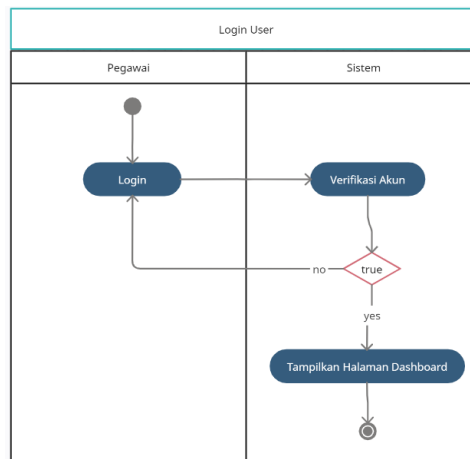 Login User
Pegawai
Sistem
Login
Verifikasi Akun
true
no
yes
Tampilkan Halaman Dashboard